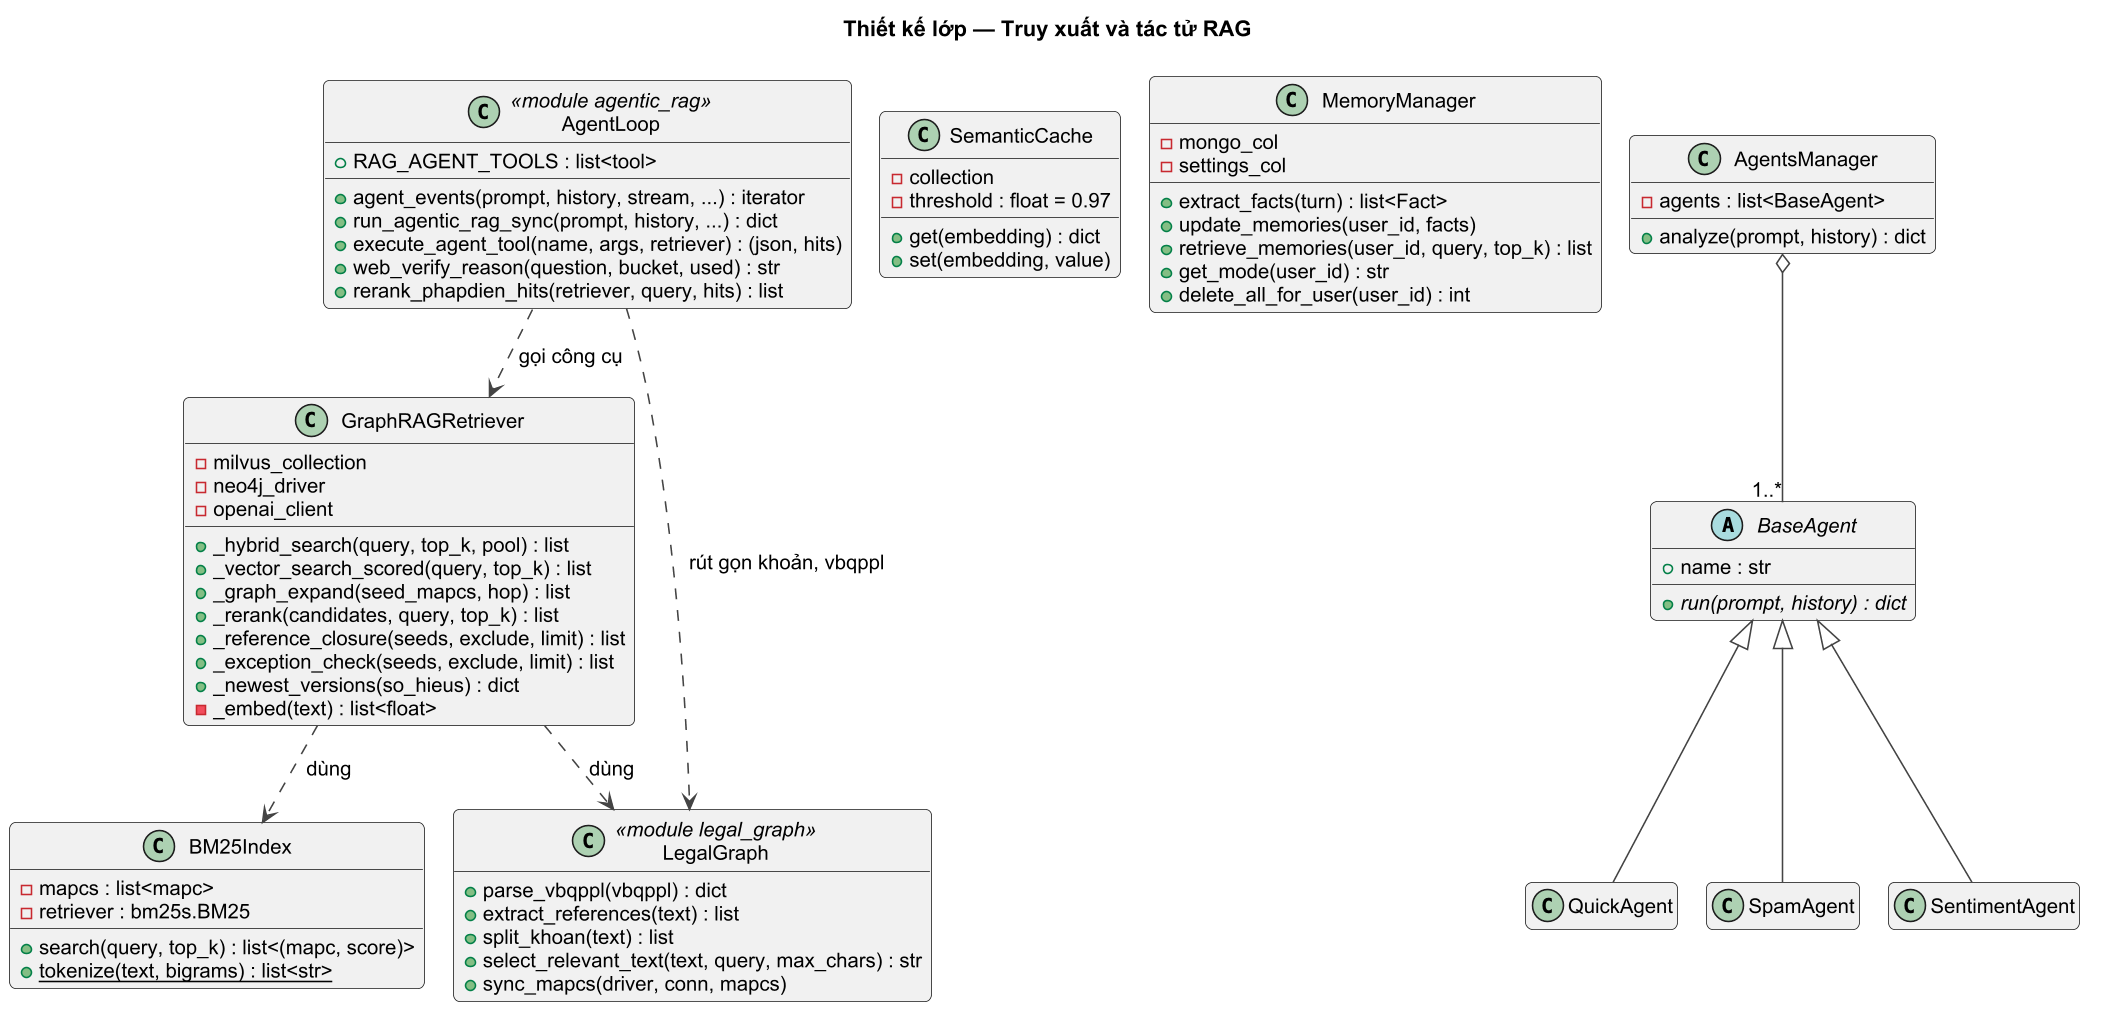 Thiết kế lớp — Truy xuất và tác tử RAG
C
«module agentic_rag»
AgentLoop
RAG_AGENT_TOOLS : list<tool>
agent_events(prompt, history, stream, ...) : iterator
run_agentic_rag_sync(prompt, history, ...) : dict
execute_agent_tool(name, args, retriever) : (json, hits)
web_verify_reason(question, bucket, used) : str
rerank_phapdien_hits(retriever, query, hits) : list
C SemanticCache
collection
threshold : float = 0.97
get(embedding) : dict
set(embedding, value)
C MemoryManager
mongo_col
settings_col
extract_facts(turn) : list<Fact>
update_memories(user_id, facts)
retrieve_memories(user_id, query, top_k) : list
get_mode(user_id) : str
delete_all_for_user(user_id) : int
C AgentsManager
agents : list<BaseAgent>
analyze(prompt, history) : dict
gọi công cụ
C GraphRAGRetriever
milvus_collection
neo4j_driver
openai_client
_hybrid_search(query, top_k, pool) : list
_vector_search_scored(query, top_k) : list
_graph_expand(seed_mapcs, hop) : list
_rerank(candidates, query, top_k) : list
_reference_closure(seeds, exclude, limit) : list
_exception_check(seeds, exclude, limit) : list
_newest_versions(so_hieus) : dict
_embed(text) : list<float>
rút gọn khoản, vbqppl
1..*
A BaseAgent
name : str
run(prompt, history) : dict
dùng
dùng
C BM25Index
mapcs : list<mapc>
retriever : bm25s.BM25
search(query, top_k) : list<(mapc, score)>
tokenize(text, bigrams) : list<str>
C
«module legal_graph»
LegalGraph
parse_vbqppl(vbqppl) : dict
extract_references(text) : list
split_khoan(text) : list
select_relevant_text(text, query, max_chars) : str
sync_mapcs(driver, conn, mapcs)
C QuickAgent
C SpamAgent
C SentimentAgent